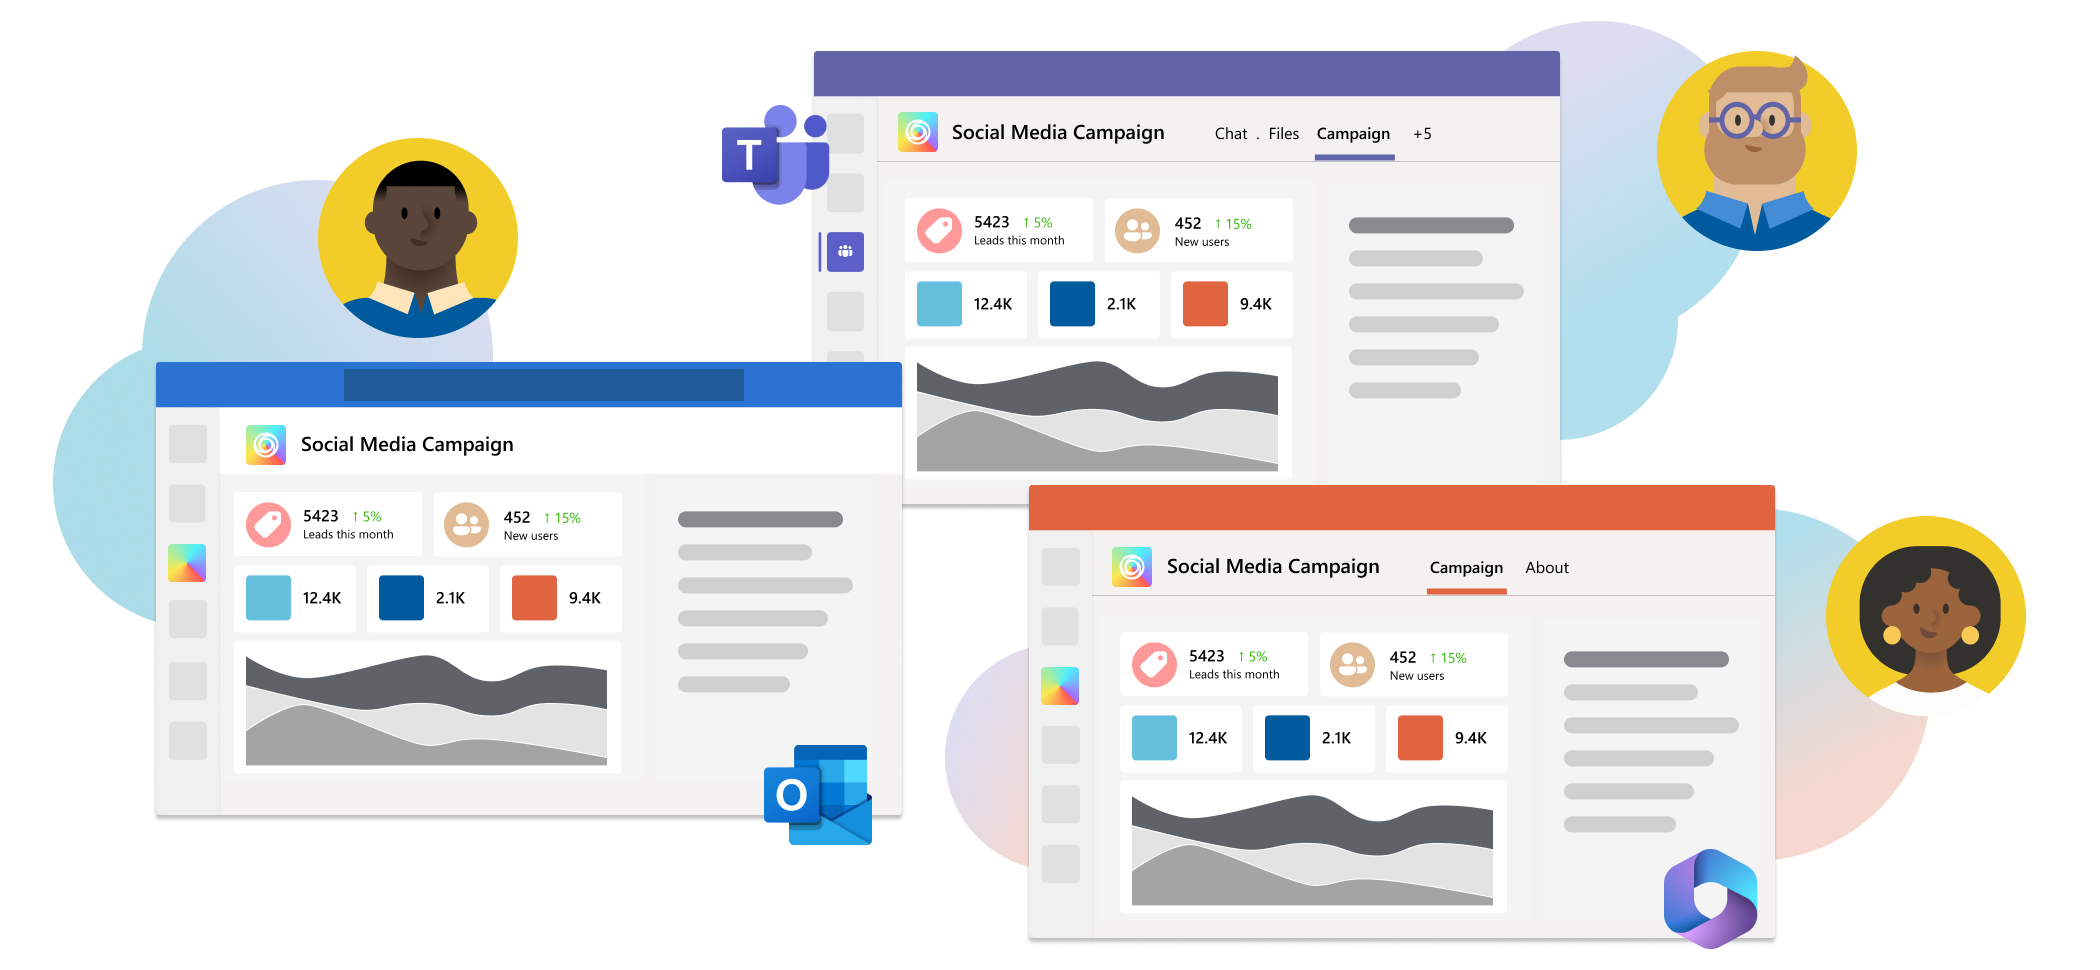 T
Social Media Campaign Chat . Files Campaign +5
5423 ↑ 5%
Leads this month
452 ↑ 15%
New users
12.4K 2.1K 9.4K
Social Media Campaign
5423 ↑ 5%
Leads this month
452 ↑ 15%
New users
12.4K 2.1K 9.4K
O
Social Media Campaign Campaign About
5423 ↑ 5%
Leads this month
452 ↑ 15%
New users
12.4K 2.1K 9.4K